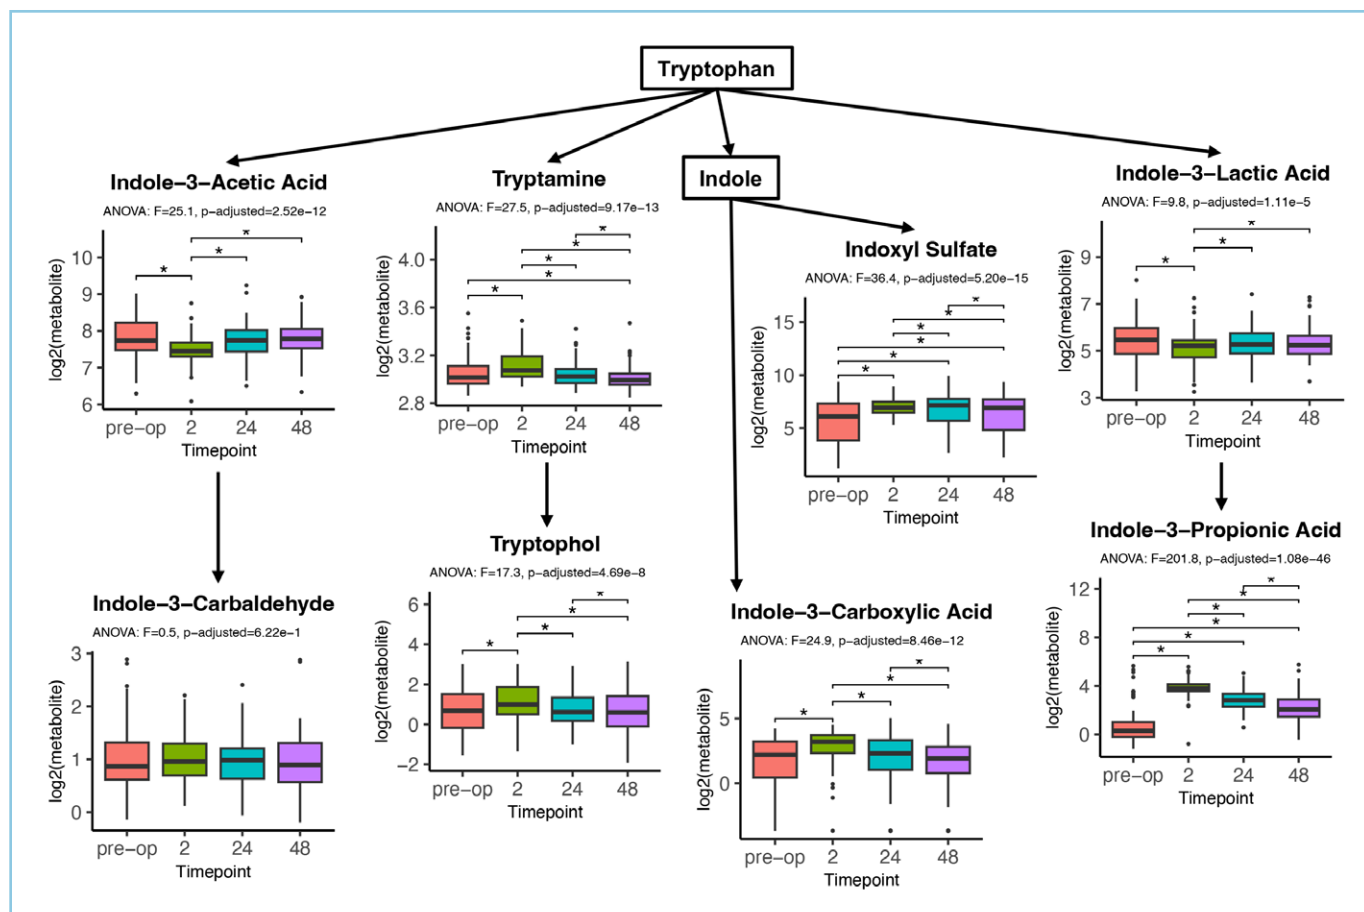 Tryptophan
Indole
Indole–3–Acetic Acid
ANOVA: F=25.1, p−adjusted=2.52e−12
log2(metabolite)
10
9
8
7
6
* * * 
pre−op 2 24 48
Timepoint
Tryptamine
ANOVA: F=27.5, p−adjusted=9.17e−13
log2(metabolite)
4.0
3.6
3.2
2.8
* * * * *
pre−op 2 24 48
Timepoint
Indoxyl Sulfate
ANOVA: F=36.4, p−adjusted=5.20e−15
log2(metabolite)
15
10
5
* * * * * *
pre−op 2 24 48
Timepoint
Indole−3−Lactic Acid
ANOVA: F=9.8, p−adjusted=1.11e−5
log2(metabolite)
9
7
5
3
* * *
pre−op 2 24 48
Timepoint
Indole−3−Carbaldehyde
ANOVA: F=0.5, p−adjusted=6.22e−1
log2(metabolite)
3
2
1
0
pre−op 2 24 48
Timepoint
Tryptophol
ANOVA: F=17.3, p−adjusted=4.69e−8
log2(metabolite)
6
4
2
0
−2
* * * *
pre−op 2 24 48
Timepoint
Indole−3−Carboxylic Acid
ANOVA: F=24.9, p−adjusted=8.46e−12
log2(metabolite)
5
0
* * * *
pre−op 2 24 48
Timepoint
Indole−3−Propionic Acid
ANOVA: F=201.8, p−adjusted=1.08e−46
log2(metabolite)
12
8
4
0
* * * * * *
pre−op 2 24 48
Timepoint